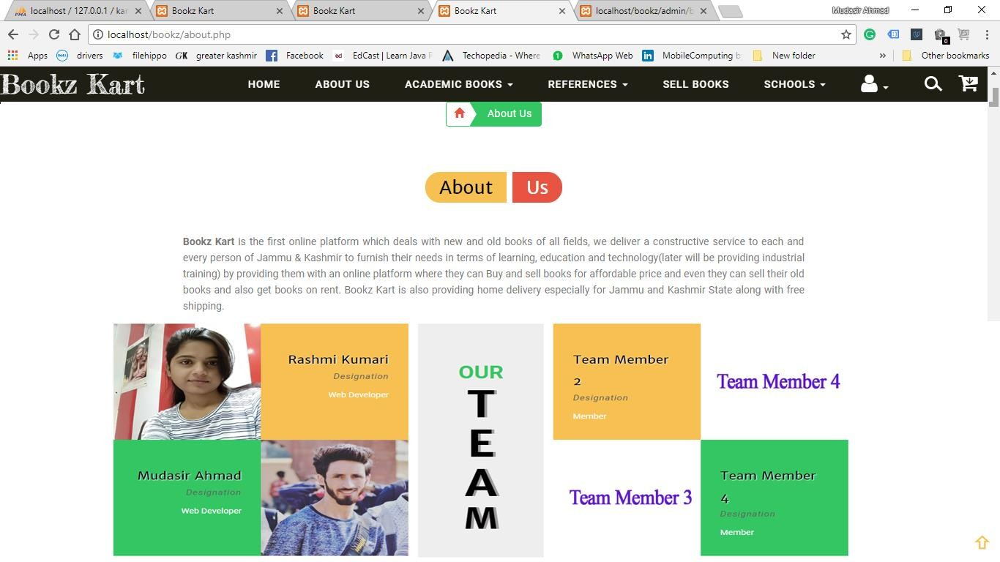 localhost / 127.0.0.1 / kar
Bookz Kart
Bookz Kart
Bookz Kart
localhost/bookz/admin/b
Mudasir Ahmad
localhost/bookz/about.php
0
Apps
drivers
filehippo
GK greater kashmir
Facebook
ed EdCast | Learn Java P
Techopedia - Where
1 WhatsApp Web
in MobileComputing b
New folder
»
Other bookmarks
Bookz Kart
HOME
ABOUT US
ACADEMIC BOOKS
REFERENCES
SELL BOOKS
SCHOOLS
About Us
About Us
Bookz Kart is the first online platform which deals with new and old books of all fields, we deliver a constructive service to each and
every person of Jammu & Kashmir to furnish their needs in terms of learning, education and technology(later will be providing industrial
training) by providing them with an online platform where they can Buy and sell books for affordable price and even they can sell their old
books and also get books on rent. Bookz Kart is also providing home delivery especially for Jammu and Kashmir State along with free
shipping.
Rashmi Kumari
Designation
Web Developer
Mudasir Ahmad
Designation
Web Developer
OUR
T
E
A
M
Team Member
2
Designation
Member
Team Member 4
Team Member 3
Team Member
4
Designation
Member